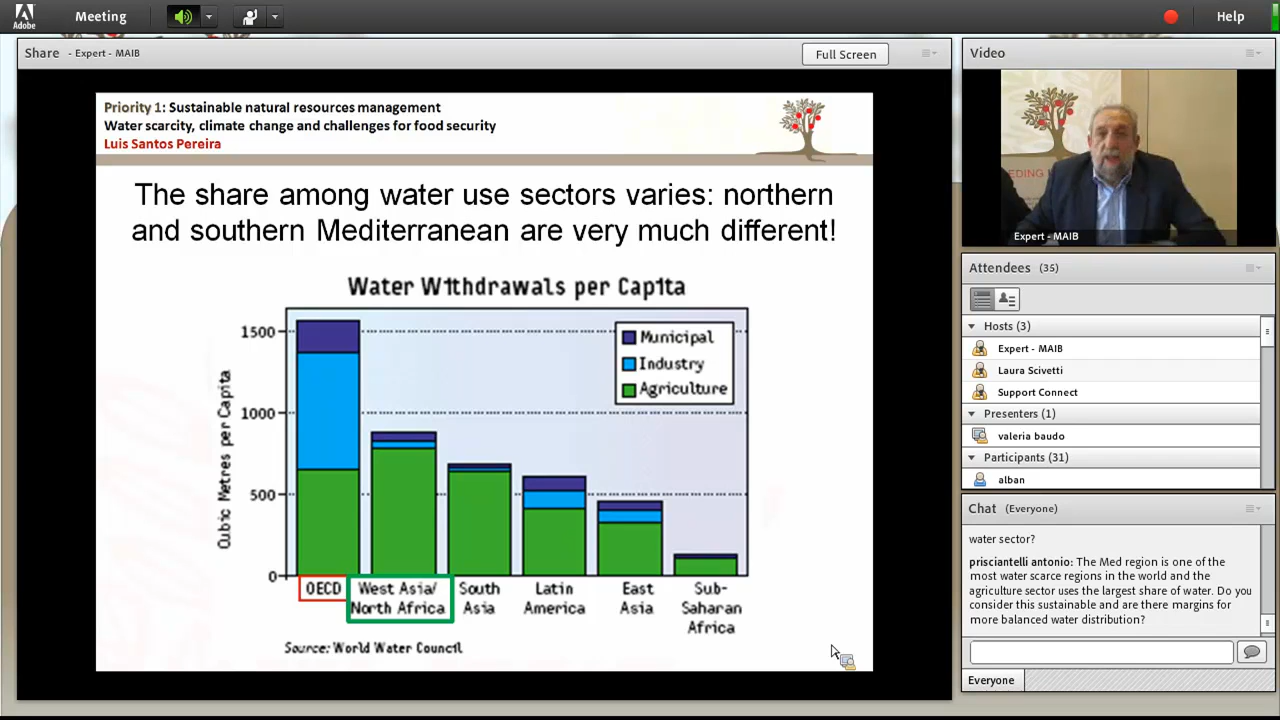 Adobe
Meeting
Help
Share - Expert - MAIB
Full Screen
Priority 1: Sustainable natural resources management
Water scarcity, climate change and challenges for food security
Luis Santos Pereira
The share among water use sectors varies: northern
and southern Mediterranean are very much different!
Water Withdrawals per Capita
Cubic Metres per Capita
1500
1000
500
0
Municipal
Industry
Agriculture
OECD
West Asia/
North Africa
South
Asia
Latin
America
East
Asia
Sub-
Saharan
Africa
Source: World Water Council
Video
EDING
Expert - MAIB
Attendees (35)
Hosts (3)
Expert - MAIB
Laura Scivetti
Support Connect
Presenters (1)
valeria baudo
Participants (31)
alban
Chat (Everyone)
water sector?
prisciantelli antonio: The Med region is one of the
most water scarce regions in the world and the
agriculture sector uses the largest share of water. Do you
consider this sustainable and are there margins for
more balanced water distribution?
Everyone